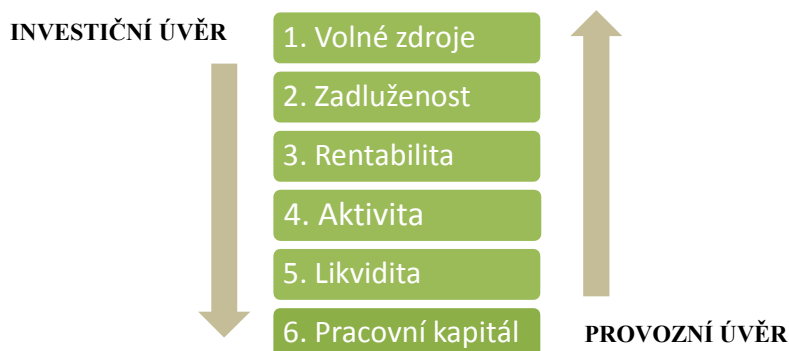 INVESTIČNÍ ÚVĚR
1. Volné zdroje
2. Zadluženost
3. Rentabilita
4. Aktivita
5. Likvidita
6. Pracovní kapitál
PROVOZNÍ ÚVĚR